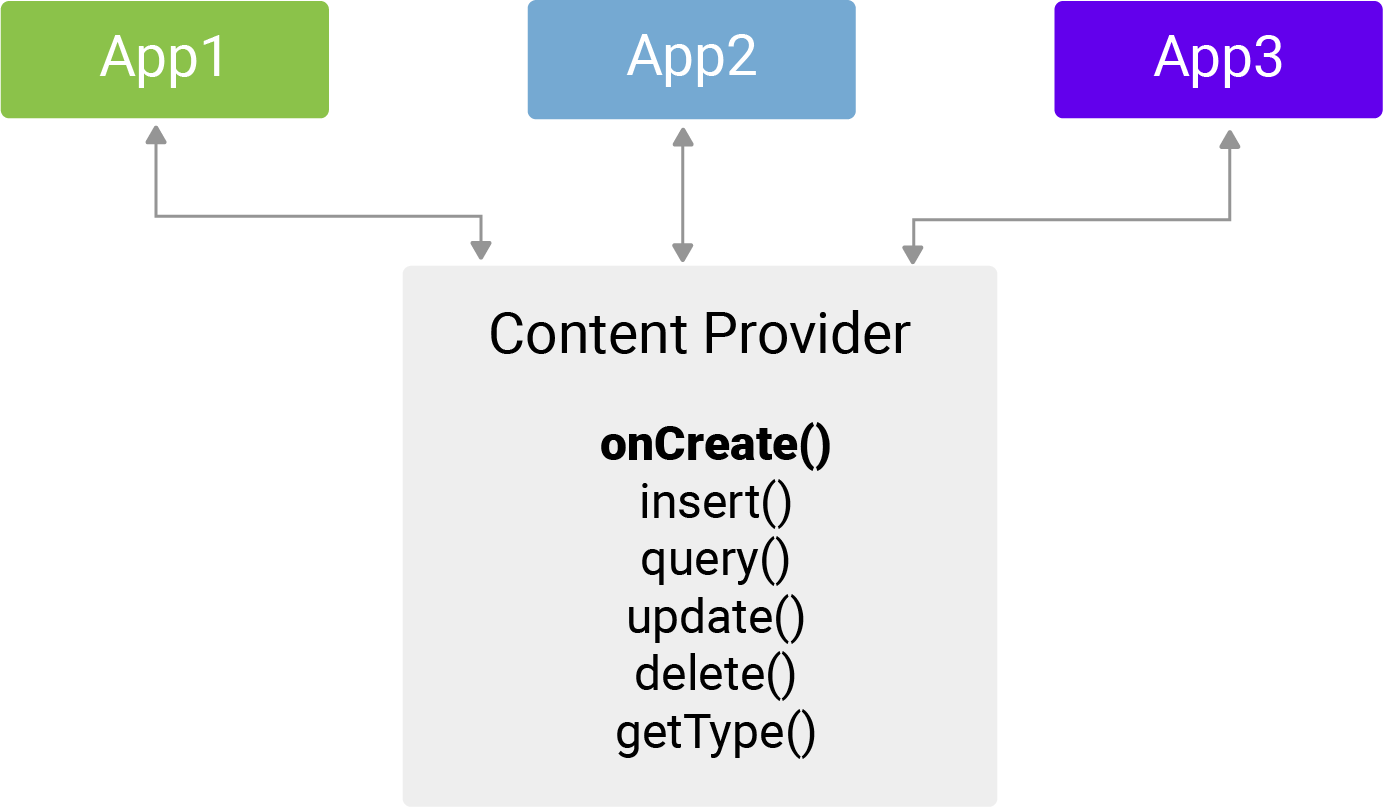 App1
App2
App3
Content Provider
onCreate()
insert()
query()
update()
delete()
getType()